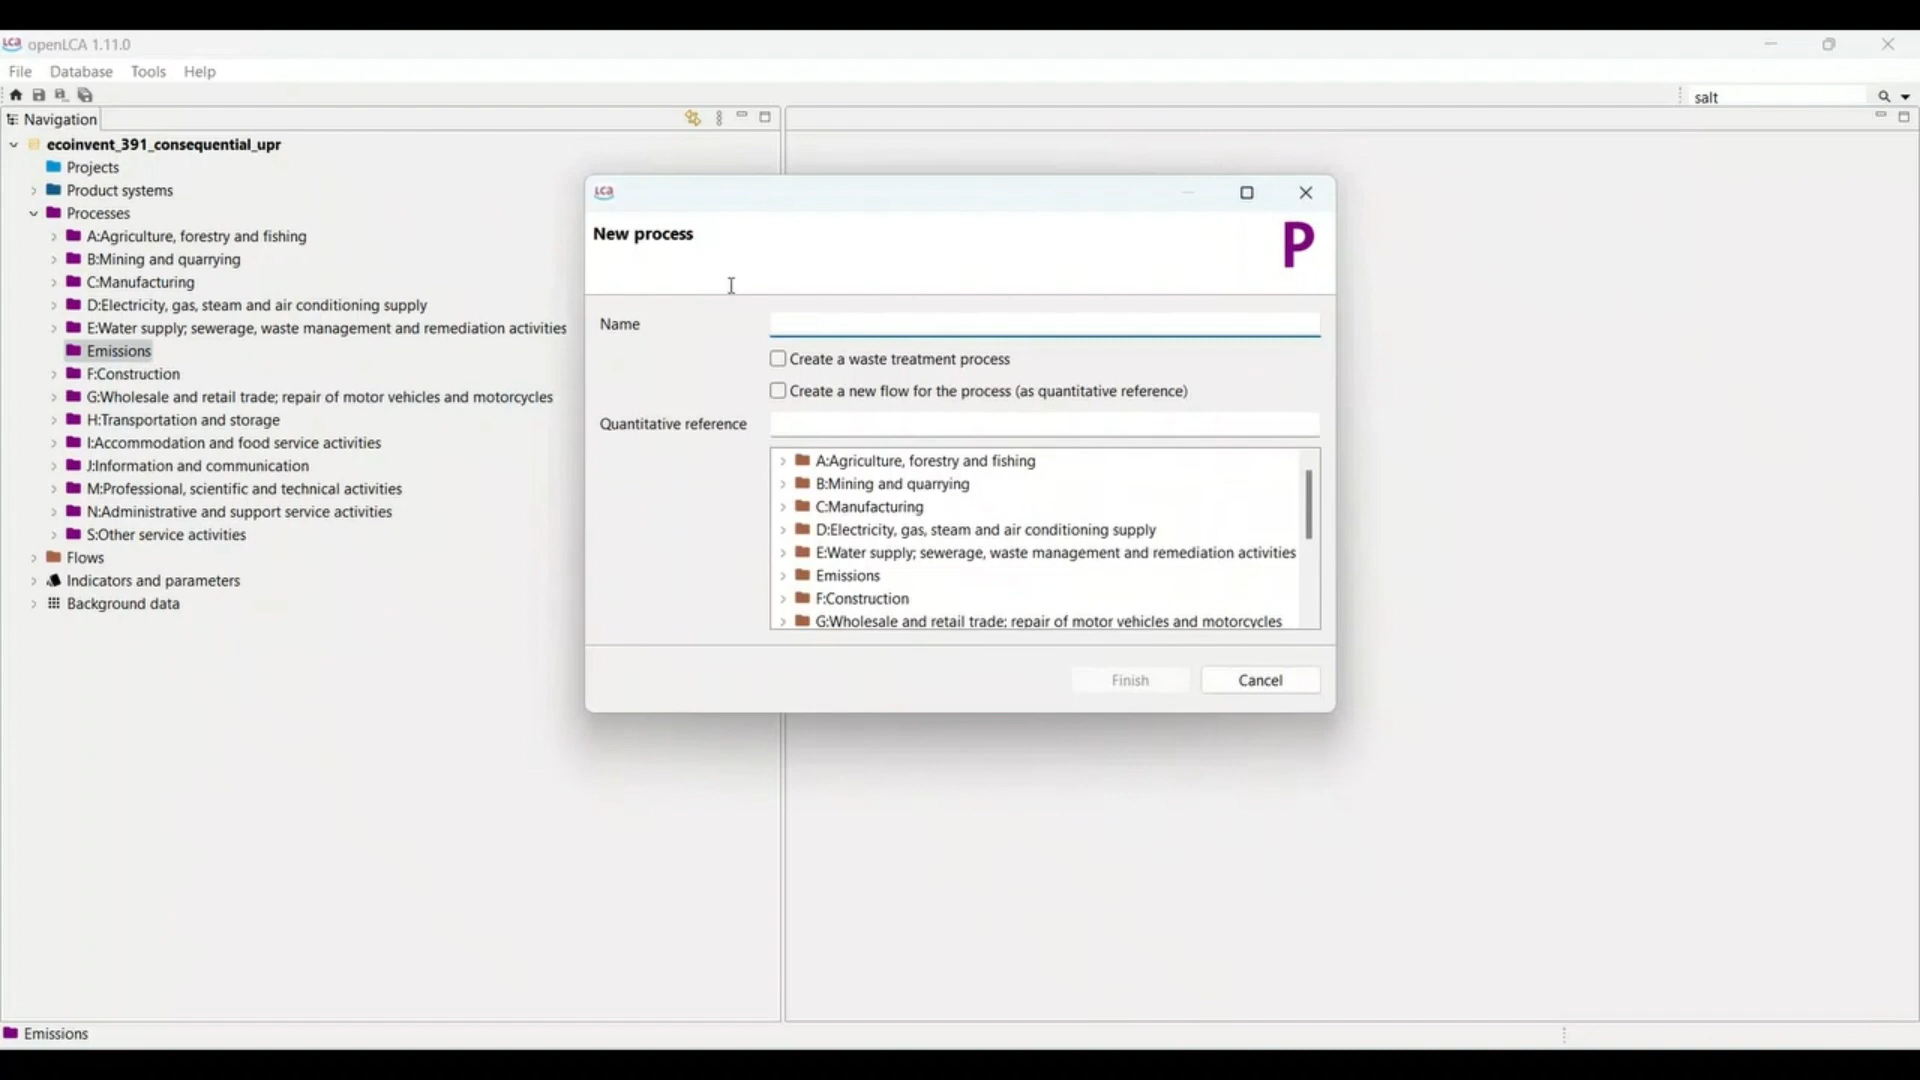 LCA openLCA 1.11.0
File Database Tools Help
salt
Navigation
ecoinvent_391_consequential_upr
Projects
Product systems
Processes
A:Agriculture, forestry and fishing
B:Mining and quarrying
C:Manufacturing
D:Electricity, gas, steam and air conditioning supply
E:Water supply; sewerage, waste management and remediation activities
Emissions
F:Construction
G:Wholesale and retail trade; repair of motor vehicles and motorcycles
H:Transportation and storage
I:Accommodation and food service activities
J:Information and communication
M:Professional, scientific and technical activities
N:Administrative and support service activities
S:Other service activities
Flows
Indicators and parameters
Background data
LCA
New process
P
Name
Create a waste treatment process
Create a new flow for the process (as quantitative reference)
Quantitative reference
A:Agriculture, forestry and fishing
B:Mining and quarrying
C:Manufacturing
D:Electricity, gas, steam and air conditioning supply
E:Water supply; sewerage, waste management and remediation activities
Emissions
F:Construction
G:Wholesale and retail trade; repair of motor vehicles and motorcycles
Finish Cancel
Emissions